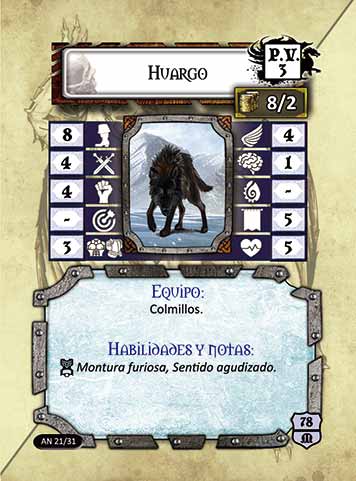 Huargo
P.V.
3
8/2
8 4
4 1
4 -
- 5
3 5
Equipo:
Colmillos.
Habilidades y notas:
Montura furiosa, Sentido agudizado.
AN 21/31
78
M